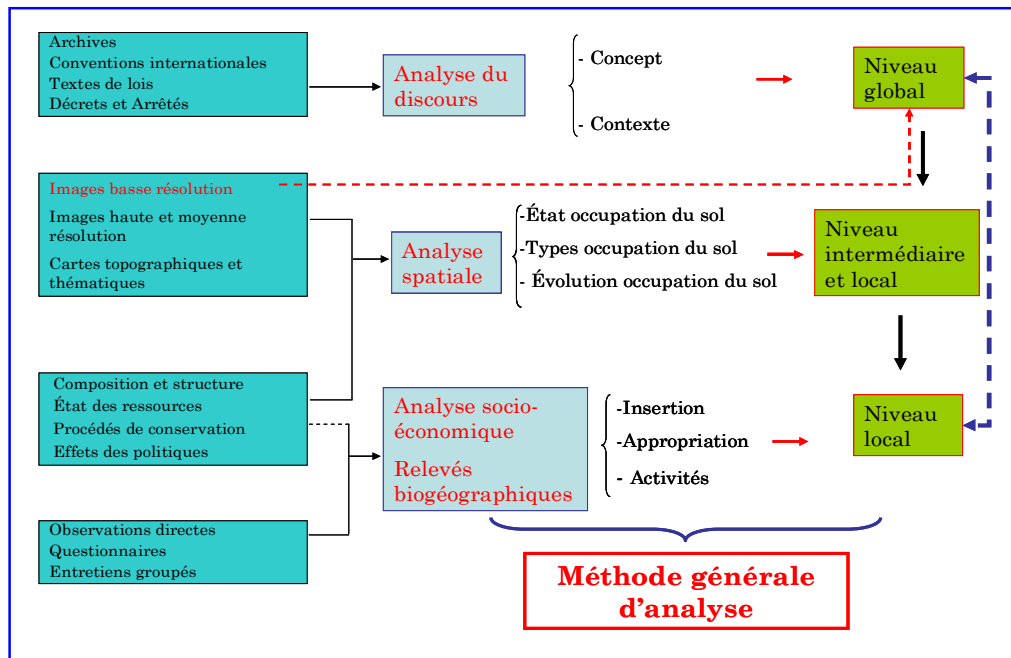 Archives
Conventions internationales
Textes de lois
Décrets et Arrêtés
Analyse du
discours
- Concept
- Contexte
Niveau
global
Images basse résolution
Images haute et moyenne
résolution
Cartes topographiques et
thématiques
Analyse
spatiale
-État occupation du sol
-Types occupation du sol
- Évolution occupation du sol
Niveau
intermédiaire
et local
Composition et structure
État des ressources
Procédés de conservation
Effets des politiques
Analyse socio-
économique
Relevés
biogéographiques
-Insertion
-Appropriation
- Activités
Niveau
local
Observations directes
Questionnaires
Entretiens groupés
Méthode générale
d’analyse